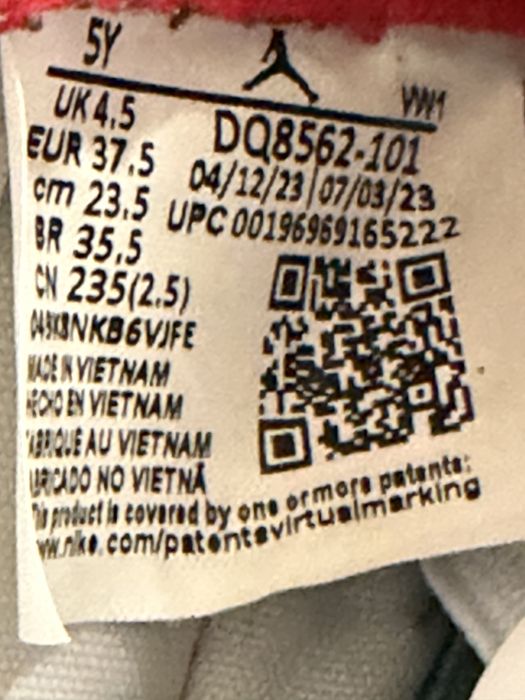 5Y
VW1
UK 4.5
EUR 37.5
cm 23.5
BR 35.5
CN 235(2.5)
DQ8562-101
04/12/23 07/03/23
UPC 00196969165222
MADE IN VIETNAM
HECHO EN VIETNAM
FABRIQUÉ AU VIETNAM
FABRICADO NO VIETNÃ
This product is covered by one or more patents:
www.nike.com/patentsvirtualmarking